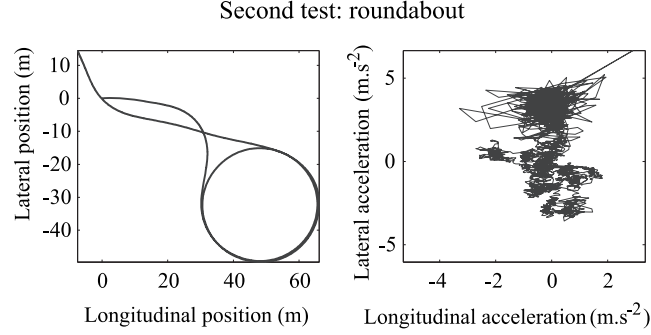 Second test: roundabout
Lateral position (m)
10
0
-10
-20
-30
-40
0 20 40 60
Longitudinal position (m)
Lateral acceleration (m.s-2)
5
0
-5
-4 -2 0 2
Longitudinal acceleration (m.s-2)